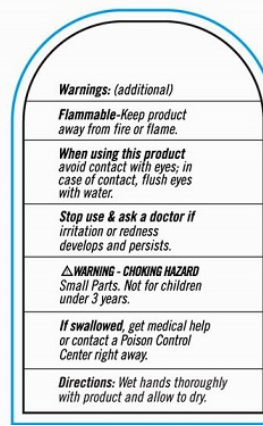 Warnings: (additional)
Flammable-Keep product
away from fire or flame.
When using this product
avoid contact with eyes; in
case of contact, flush eyes
with water.
Stop use & ask a doctor if
irritation or redness
develops and persists.
⚠WARNING - CHOKING HAZARD
Small Parts. Not for children
under 3 years.
If swallowed, get medical help
or contact a Poison Control
Center right away.
Directions: Wet hands thoroughly
with product and allow to dry.